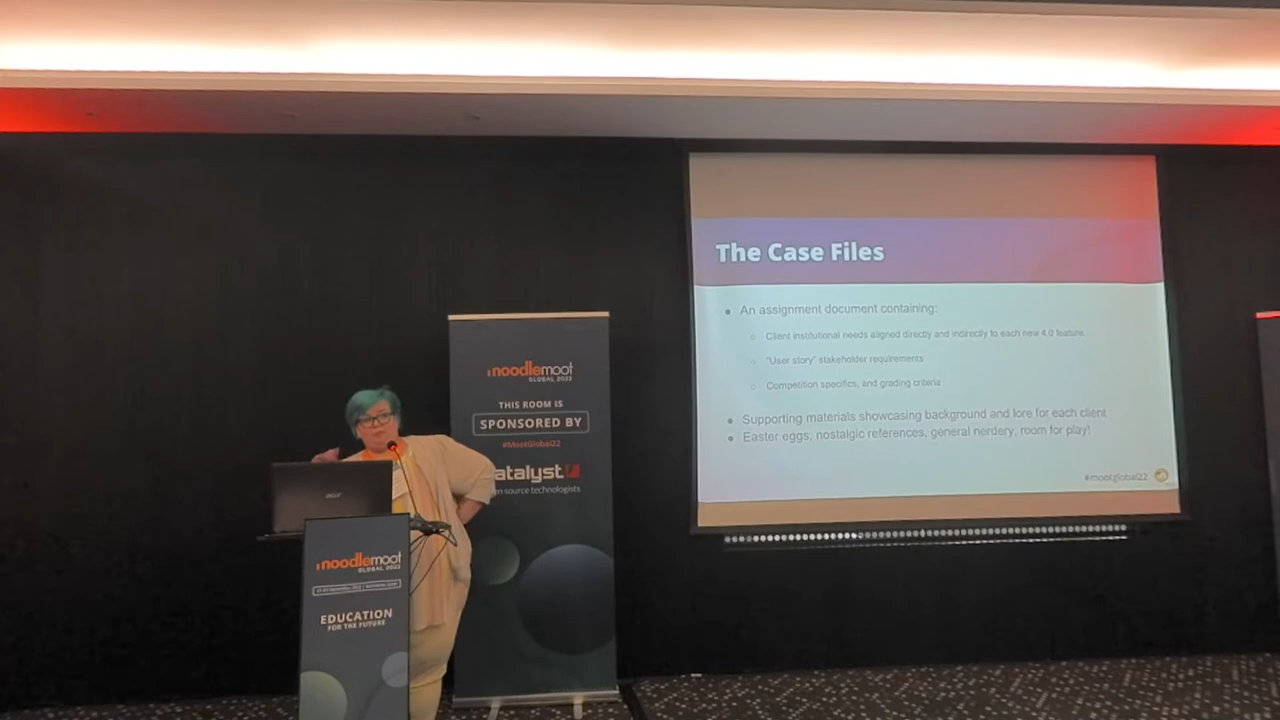 The Case Files
An assignment document containing:
Client institutional needs aligned directly and indirectly to each new 4.0 feature.
"User story" stakeholder requirements
Competition specifics, and grading criteria
Supporting materials showcasing background and lore for each client
Easter eggs, nostalgic references, general nerdery, room for play!
#mootglobal22
noodlemoot
GLOBAL 2022
THIS ROOM IS
SPONSORED BY
#MootGlobal22
atalyst
n source technologists
acer
noodlemoot
GLOBAL 2022
EDUCATION
FOR THE FUTURE